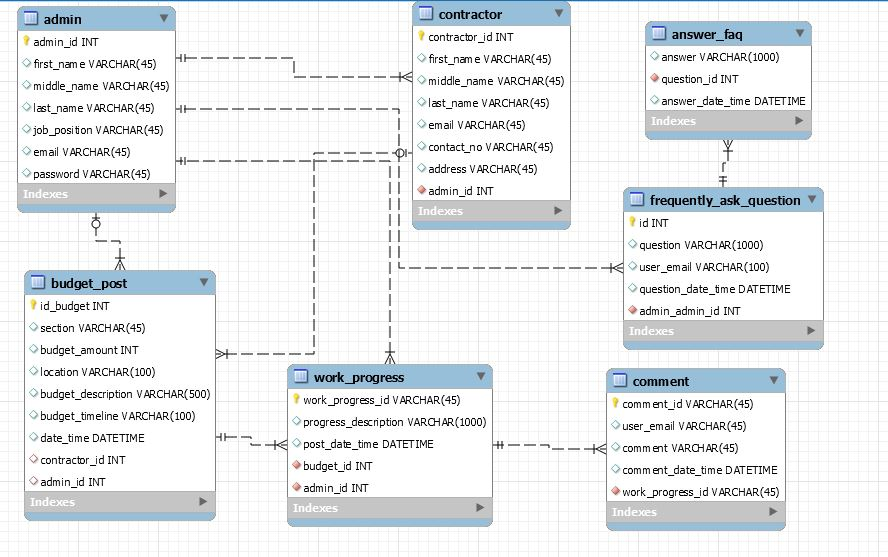 admin
admin_id INT
first_name VARCHAR(45)
middle_name VARCHAR(45)
last_name VARCHAR(45)
job_position VARCHAR(45)
email VARCHAR(45)
password VARCHAR(45)
Indexes
contractor
contractor_id INT
first_name VARCHAR(45)
middle_name VARCHAR(45)
last_name VARCHAR(45)
email VARCHAR(45)
contact_no VARCHAR(45)
address VARCHAR(45)
admin_id INT
Indexes
answer_faq
answer VARCHAR(1000)
question_id INT
answer_date_time DATETIME
Indexes
frequently_ask_question
id INT
question VARCHAR(1000)
user_email VARCHAR(100)
question_date_time DATETIME
admin_admin_id INT
Indexes
budget_post
id_budget INT
section VARCHAR(45)
budget_amount INT
location VARCHAR(100)
budget_description VARCHAR(500)
budget_timeline VARCHAR(100)
date_time DATETIME
contractor_id INT
admin_id INT
Indexes
work_progress
work_progress_id VARCHAR(45)
progress_description VARCHAR(1000)
post_date_time DATETIME
budget_id INT
admin_id INT
Indexes
comment
comment_id VARCHAR(45)
user_email VARCHAR(45)
comment VARCHAR(45)
comment_date_time DATETIME
work_progress_id VARCHAR(45)
Indexes